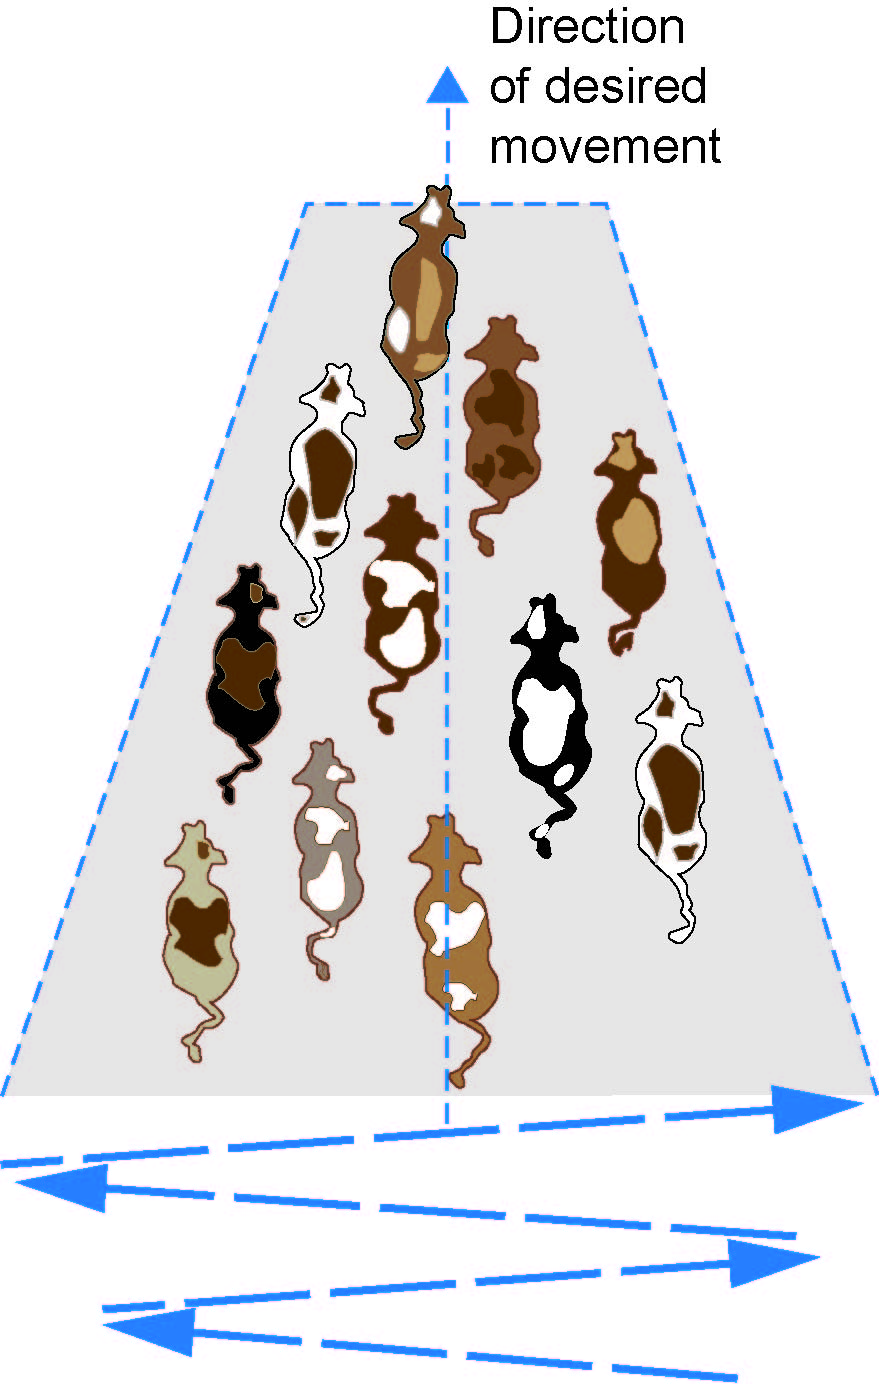 Direction
of desired
movement